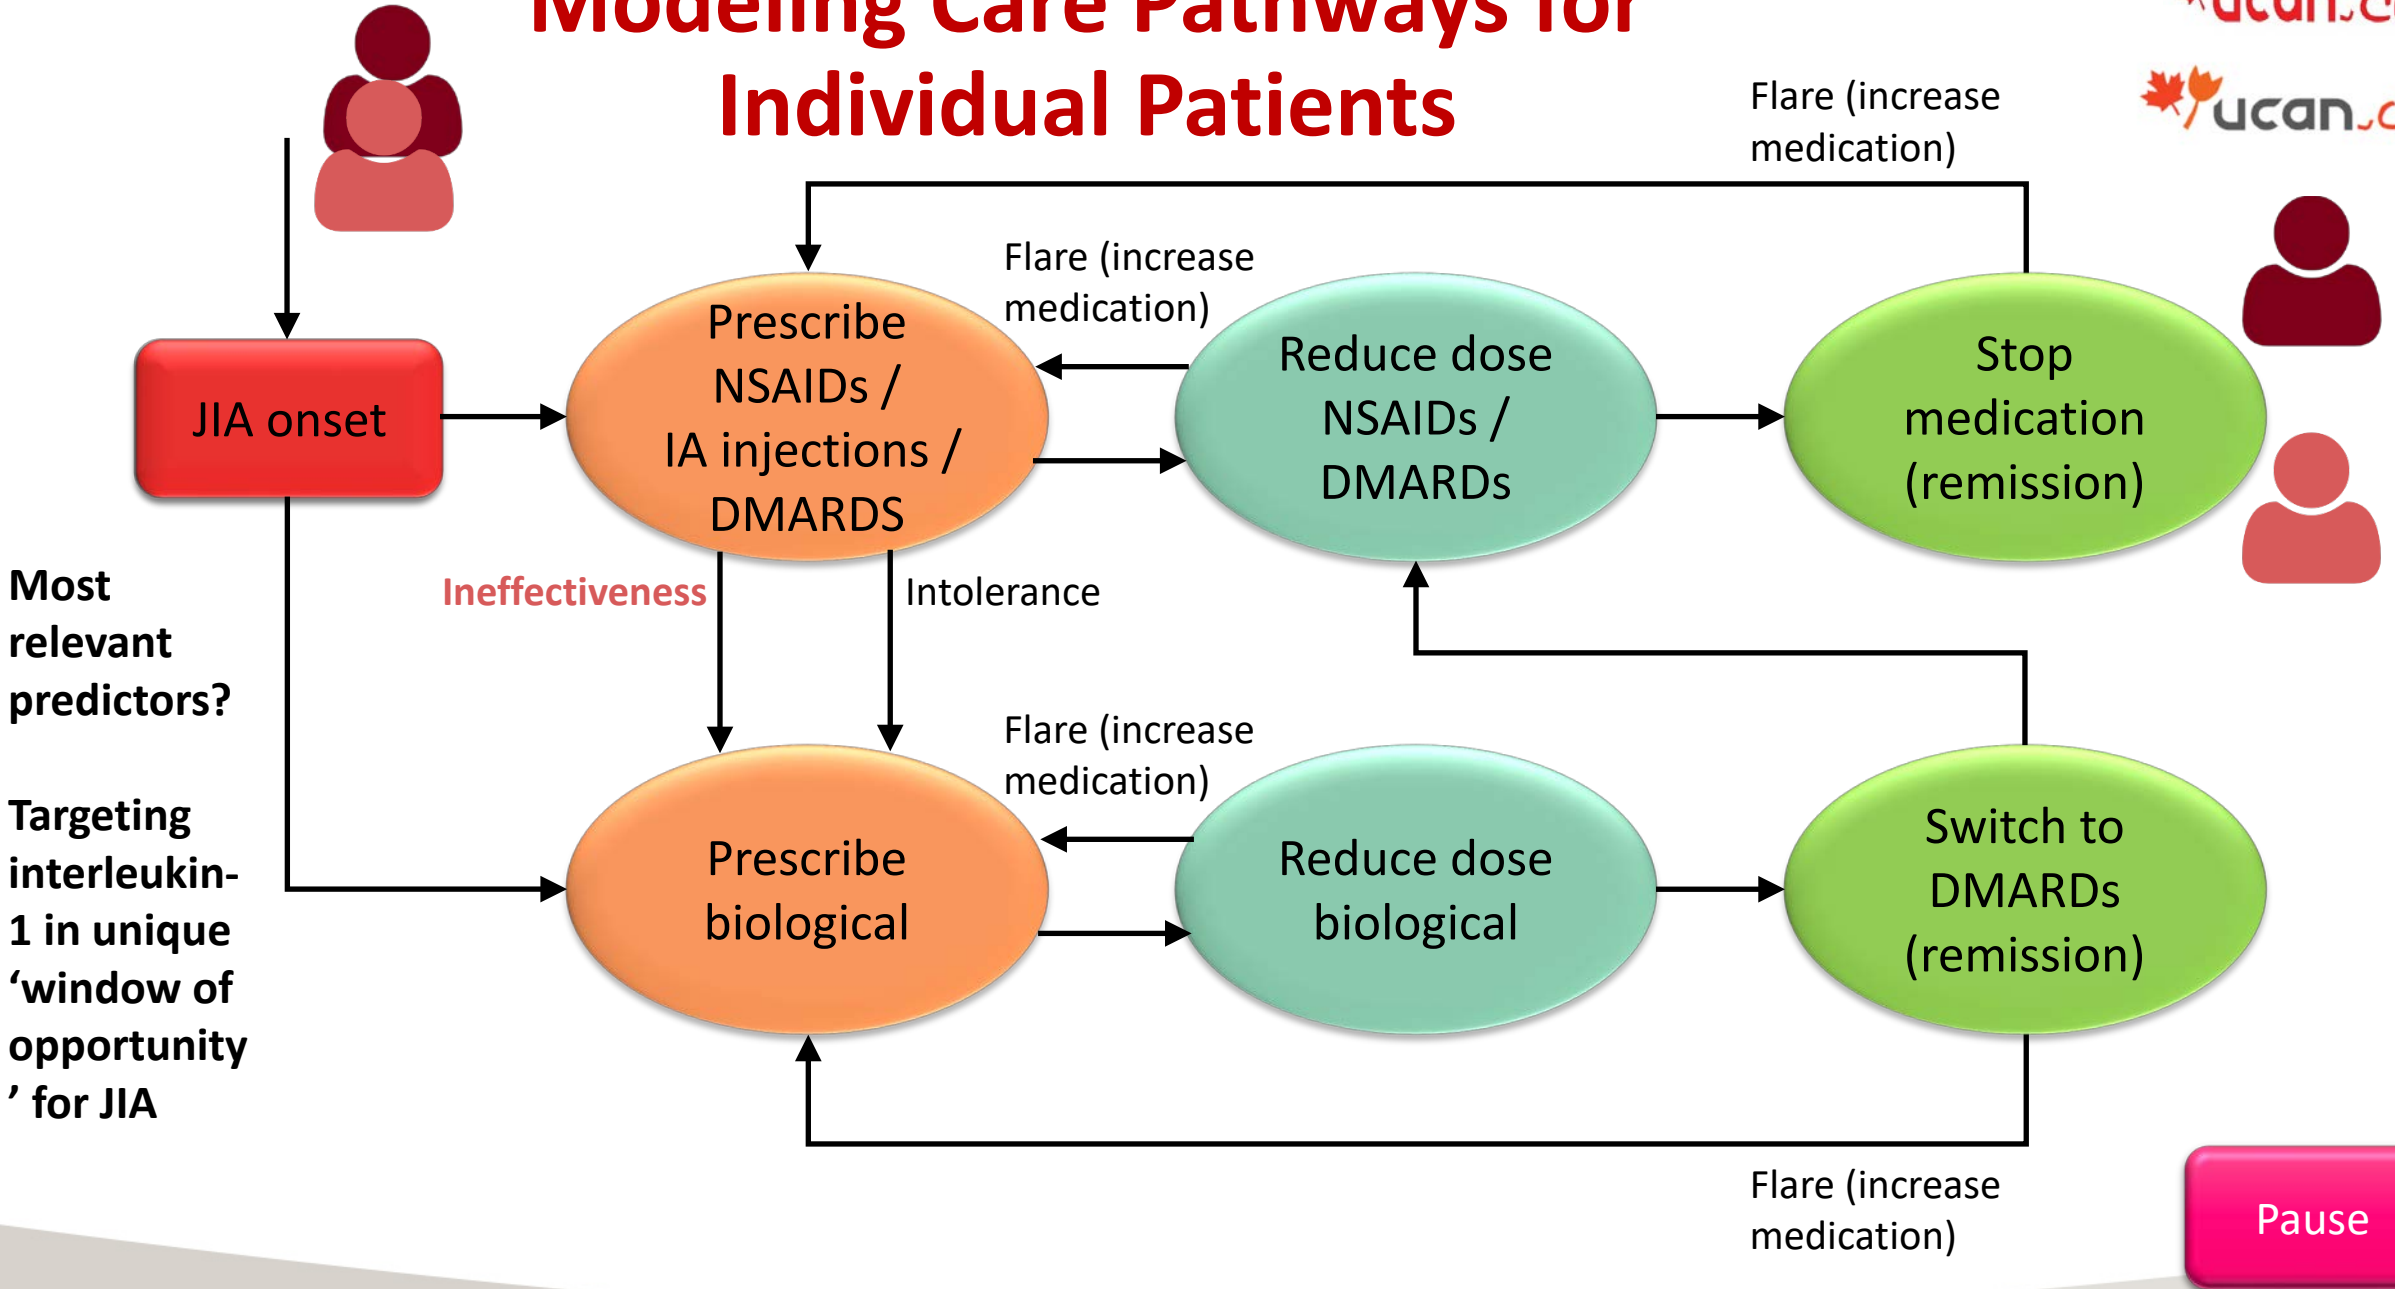 Modeling Care Pathways for
Individual Patients
ucan
Flare (increase
medication)
Flare (increase
medication)
JIA onset
Prescribe
NSAIDs /
IA injections /
DMARDS
Reduce dose
NSAIDs /
DMARDs
Stop
medication
(remission)
Ineffectiveness
Intolerance
Most
relevant
predictors?
Targeting
interleukin-
1 in unique
‘window of
opportunity
’ for JIA
Flare (increase
medication)
Prescribe
biological
Reduce dose
biological
Switch to
DMARDs
(remission)
Flare (increase
medication)
Pause